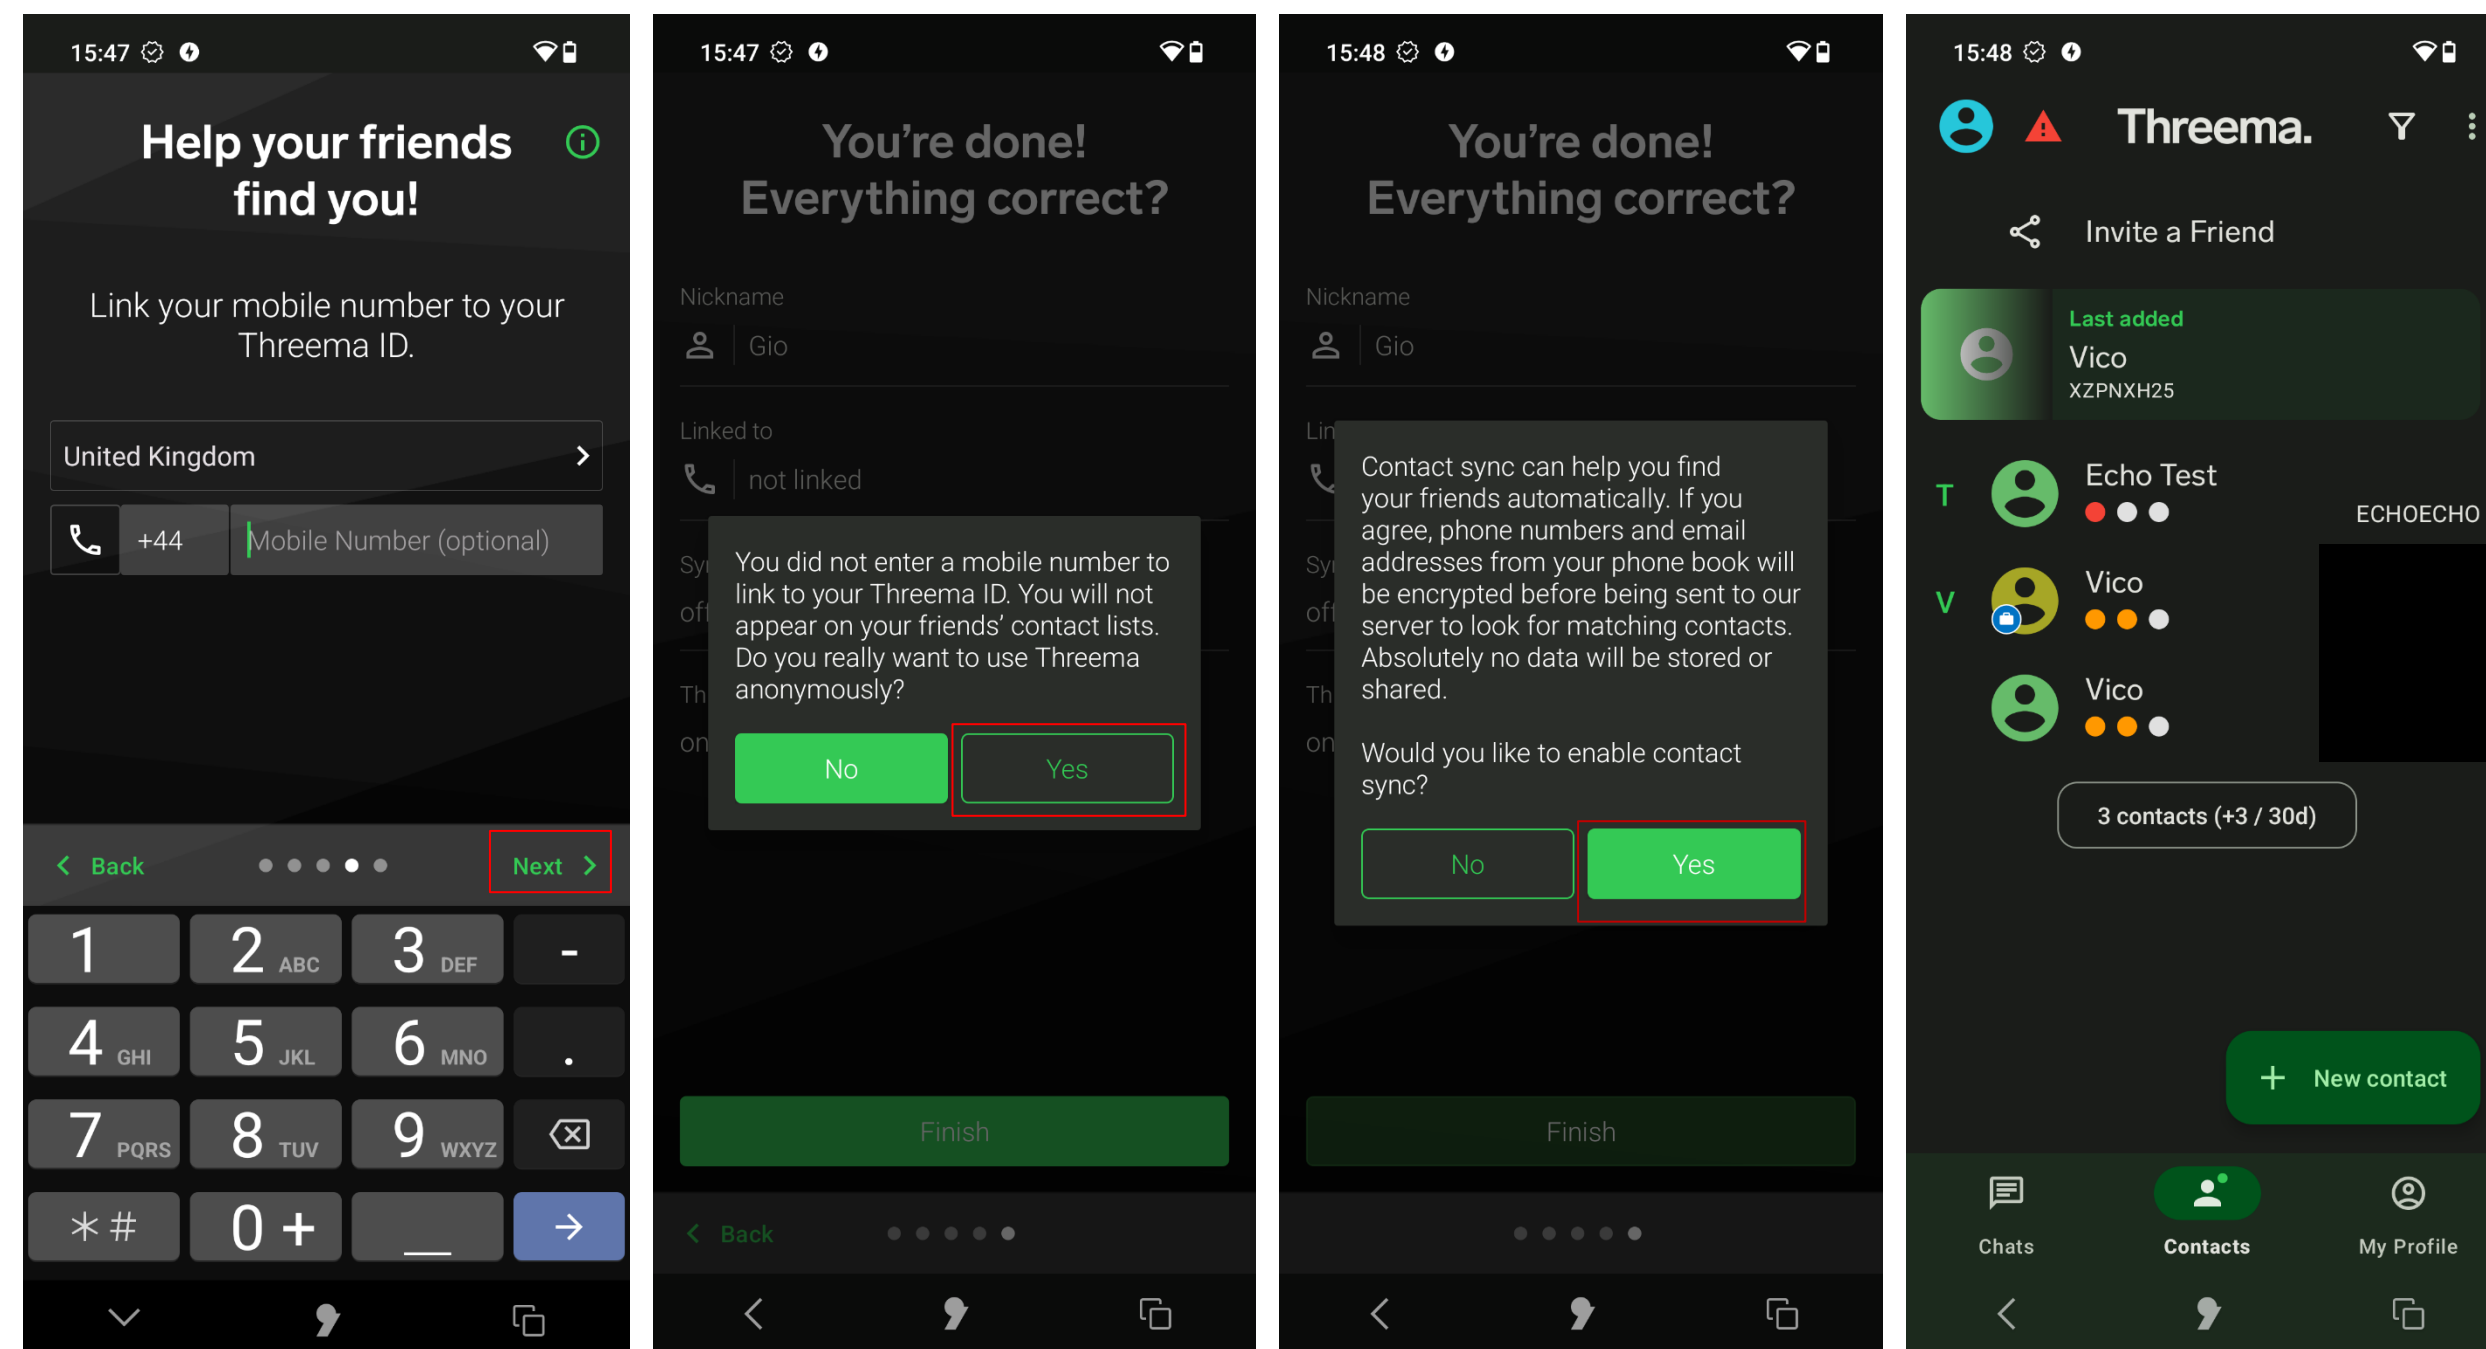 15:47
Help your friends
find you!
Link your mobile number to your
Threema ID.
United Kingdom
+44
Mobile Number (optional)
Back
Next
1
2 ABC
3 DEF
-
4 GHI
5 JKL
6 MNO
.
7 PQRS
8 TUV
9 WXYZ
*#
0 +
15:47
You're done!
Everything correct?
Nickname
Gio
Linked to
not linked
Sy
off
Th
on
You did not enter a mobile number to
link to your Threema ID. You will not
appear on your friends' contact lists.
Do you really want to use Threema
anonymously?
No
Yes
Finish
Back
15:48
You're done!
Everything correct?
Nickname
Gio
Lin
Sy
off
Th
on
Contact sync can help you find
your friends automatically. If you
agree, phone numbers and email
addresses from your phone book will
be encrypted before being sent to our
server to look for matching contacts.
Absolutely no data will be stored or
shared.
Would you like to enable contact
sync?
No
Yes
Finish
15:48
Threema.
Invite a Friend
Last added
Vico
XZPNXH25
T
Echo Test
ECHOECHO
V
Vico
Vico
3 contacts (+3 / 30d)
+ New contact
Chats
Contacts
My Profile